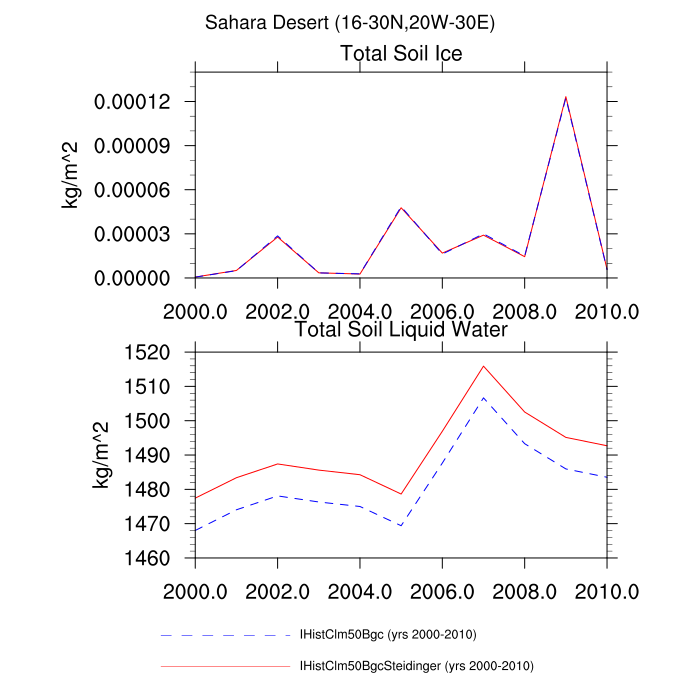 Sahara Desert (16-30N,20W-30E)
Total Soil Ice
0.00012
0.00009
0.00006
0.00003
0.00000
kg/m^2
2000.0 2002.0 2004.0 2006.0 2008.0 2010.0
Total Soil Liquid Water
1520
1510
1500
1490
1480
1470
1460
kg/m^2
2000.0 2002.0 2004.0 2006.0 2008.0 2010.0
IHistClm50Bgc (yrs 2000-2010)
IHistClm50BgcSteidinger (yrs 2000-2010)